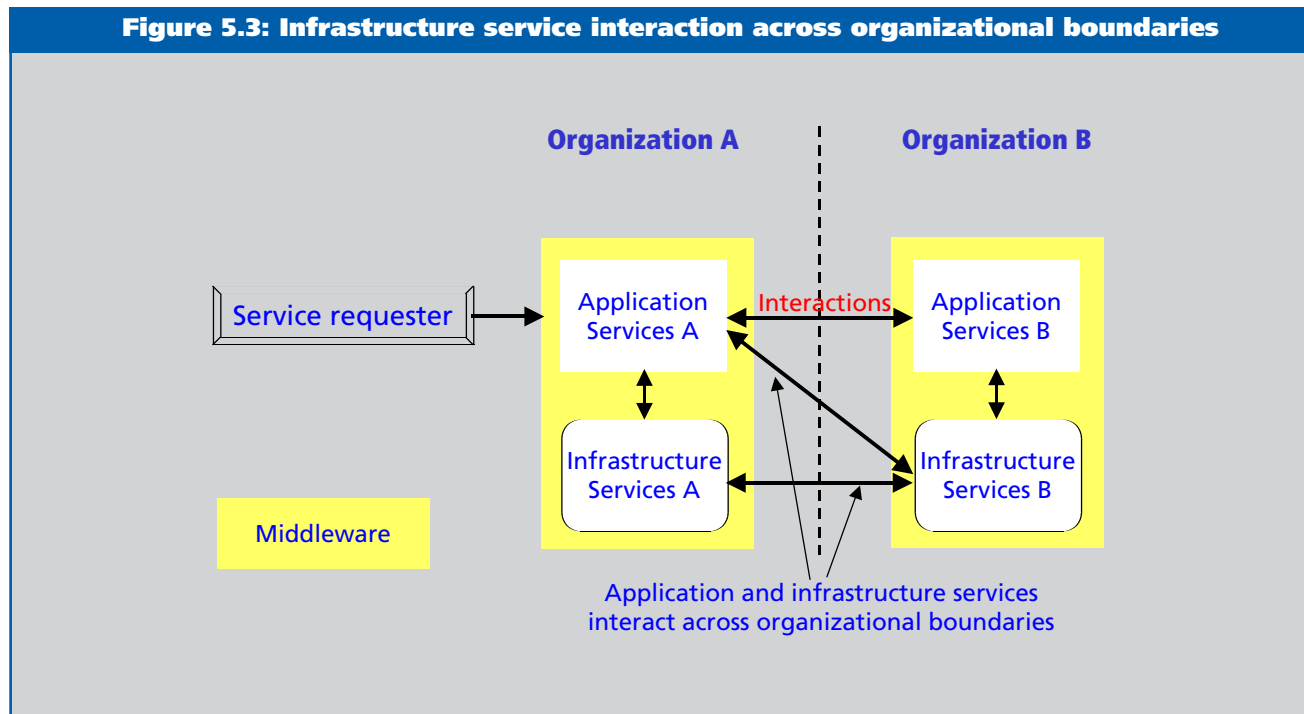 Figure 5.3: Infrastructure service interaction across organizational boundaries
Organization A
Organization B
Service requester
Application
Services A
Interactions
Application
Services B
Infrastructure
Services A
Infrastructure
Services B
Middleware
Application and infrastructure services
interact across organizational boundaries